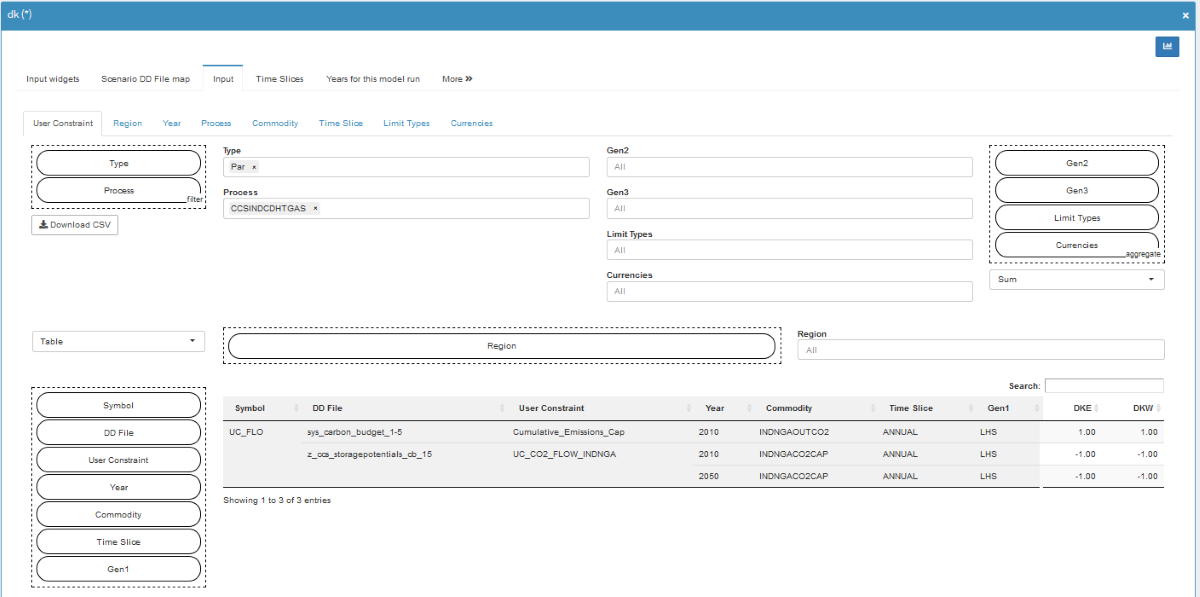 dk (*) ×
Input widgets Scenario DD File map Input Time Slices Years for this model run More »
User Constraint Region Year Process Commodity Time Slice Limit Types Currencies
Type
Process
filter
Download CSV
Type
Par ×
Process
CCSINDCDHTGAS ×
Gen2
All
Gen3
All
Limit Types
All
Currencies
All
Gen2
Gen3
Limit Types
Currencies
aggregate
Sum
Table
Region
Region
All
Symbol
DD File
User Constraint
Year
Commodity
Time Slice
Gen1
Search:
Symbol DD File User Constraint Year Commodity Time Slice Gen1 DKE DKW
UC_FLO sys_carbon_budget_1-5 Cumulative_Emissions_Cap 2010 INDNGAOUTCO2 ANNUAL LHS 1.00 1.00
z_ccs_storagepotentials_cb_15 UC_CO2_FLOW_INDNGA 2010 INDNGACO2CAP ANNUAL LHS -1.00 -1.00
2050 INDNGACO2CAP ANNUAL LHS -1.00 -1.00
Showing 1 to 3 of 3 entries